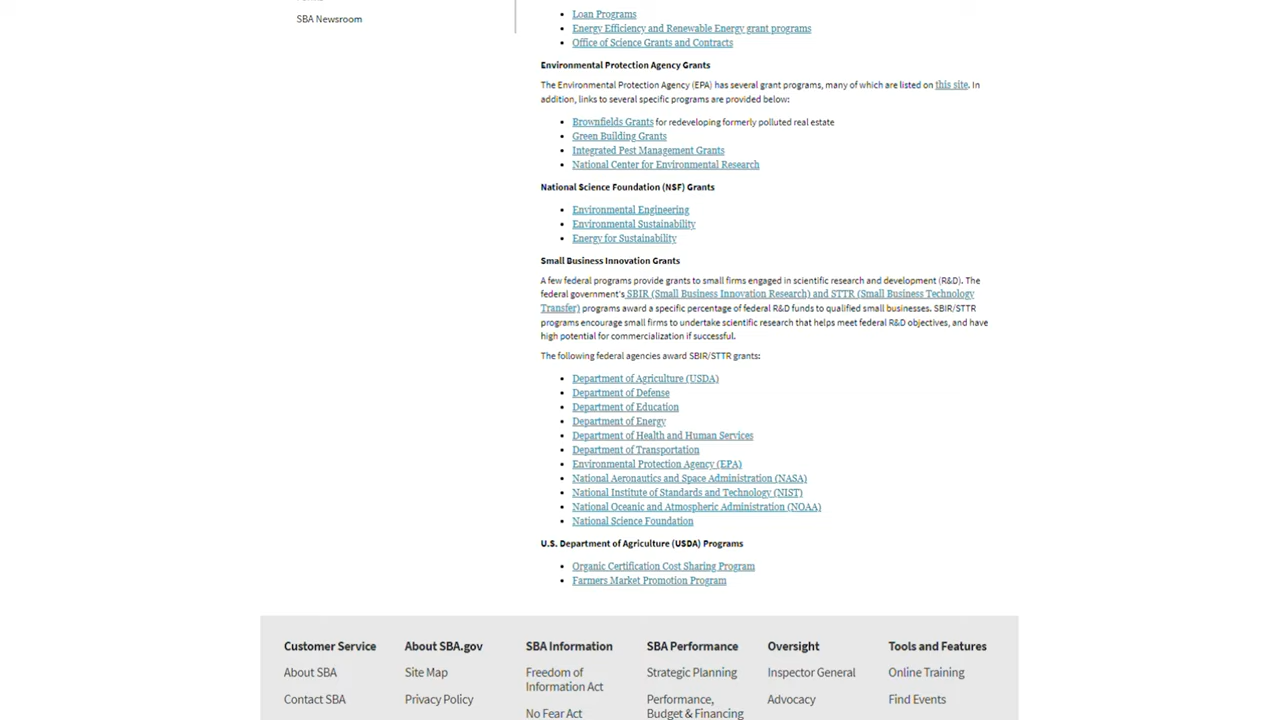 SBA Newsroom
Loan Programs
Energy Efficiency and Renewable Energy grant programs
Office of Science Grants and Contracts
Environmental Protection Agency Grants
The Environmental Protection Agency (EPA) has several grant programs, many of which are listed on this site. In
addition, links to several specific programs are provided below:
Brownfields Grants for redeveloping formerly polluted real estate
Green Building Grants
Integrated Pest Management Grants
National Center for Environmental Research
National Science Foundation (NSF) Grants
Environmental Engineering
Environmental Sustainability
Energy for Sustainability
Small Business Innovation Grants
A few federal programs provide grants to small firms engaged in scientific research and development (R&D). The
federal government's SBIR (Small Business Innovation Research) and STTR (Small Business Technology
Transfer) programs award a specific percentage of federal R&D funds to qualified small businesses. SBIR/STTR
programs encourage small firms to undertake scientific research that helps meet federal R&D objectives, and have
high potential for commercialization if successful.
The following federal agencies award SBIR/STTR grants:
Department of Agriculture (USDA)
Department of Defense
Department of Education
Department of Energy
Department of Health and Human Services
Department of Transportation
Environmental Protection Agency (EPA)
National Aeronautics and Space Administration (NASA)
National Institute of Standards and Technology (NIST)
National Oceanic and Atmospheric Administration (NOAA)
National Science Foundation
U.S. Department of Agriculture (USDA) Programs
Organic Certification Cost Sharing Program
Farmers Market Promotion Program
Customer Service
About SBA
Contact SBA
About SBA.gov
Site Map
Privacy Policy
SBA Information
Freedom of
Information Act
No Fear Act
SBA Performance
Strategic Planning
Performance,
Budget & Financing
Oversight
Inspector General
Advocacy
Tools and Features
Online Training
Find Events